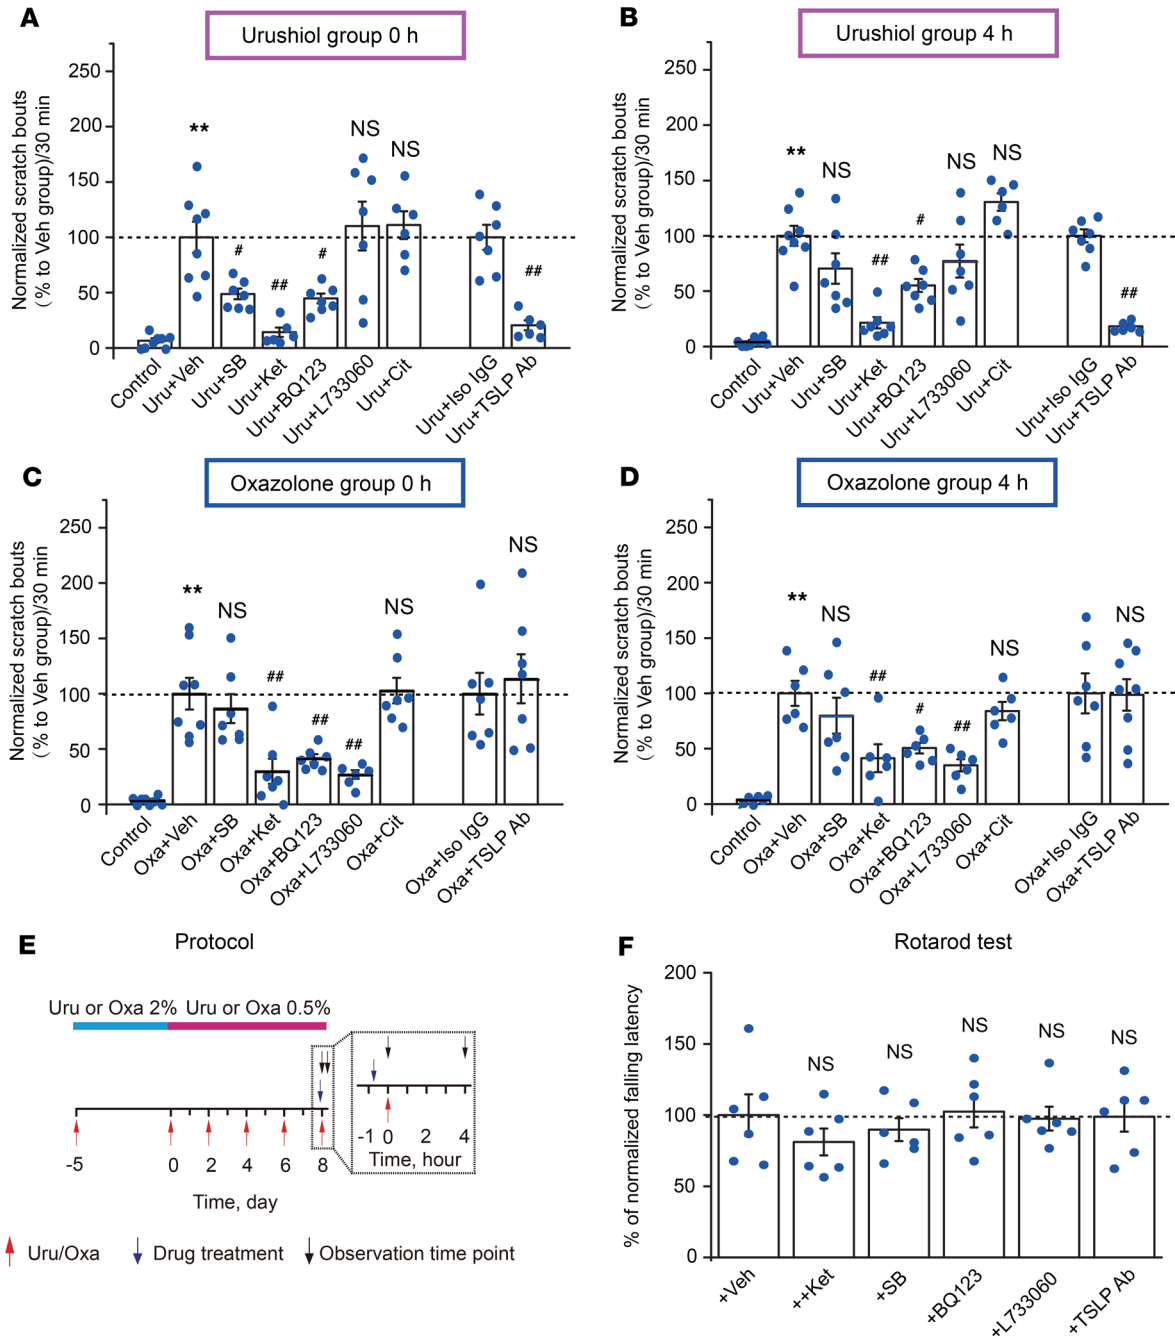 A
Urushiol group 0 h
Normalized scratch bouts
(% to Veh group)/30 min
250
200
150
100
50
0
**
#
##
#
NS
NS
##
Control
Uru+Veh
Uru+SB
Uru+Ket
Uru+BQ123
Uru+L733060
Uru+Cit
Uru+Iso IgG
Uru+TSLP Ab
B
Urushiol group 4 h
Normalized scratch bouts
(% to Veh group)/30 min
250
200
150
100
50
0
**
NS
##
#
NS
NS
##
Control
Uru+Veh
Uru+SB
Uru+Ket
Uru+BQ123
Uru+L733060
Uru+Cit
Uru+Iso IgG
Uru+TSLP Ab
C
Oxazolone group 0 h
Normalized scratch bouts
(% to Veh group)/30 min
250
200
150
100
50
0
**
NS
##
##
##
NS
NS
Control
Oxa+Veh
Oxa+SB
Oxa+Ket
Oxa+BQ123
Oxa+L733060
Oxa+Cit
Oxa+Iso IgG
Oxa+TSLP Ab
D
Oxazolone group 4 h
Normalized scratch bouts
(% to Veh group)/30 min
250
200
150
100
50
0
**
NS
##
#
##
NS
NS
Control
Oxa+Veh
Oxa+SB
Oxa+Ket
Oxa+BQ123
Oxa+L733060
Oxa+Cit
Oxa+Iso IgG
Oxa+TSLP Ab
E
Protocol
Uru or Oxa 2% Uru or Oxa 0.5%
-5 0 2 4 6 8
Time, day
-1 0 2 4
Time, hour
Uru/Oxa Drug treatment Observation time point
F
Rotarod test
% of normalized falling latency
200
150
100
50
0
NS
NS
NS
NS
NS
+Veh
++Ket
+SB
+BQ123
+L733060
+TSLP Ab